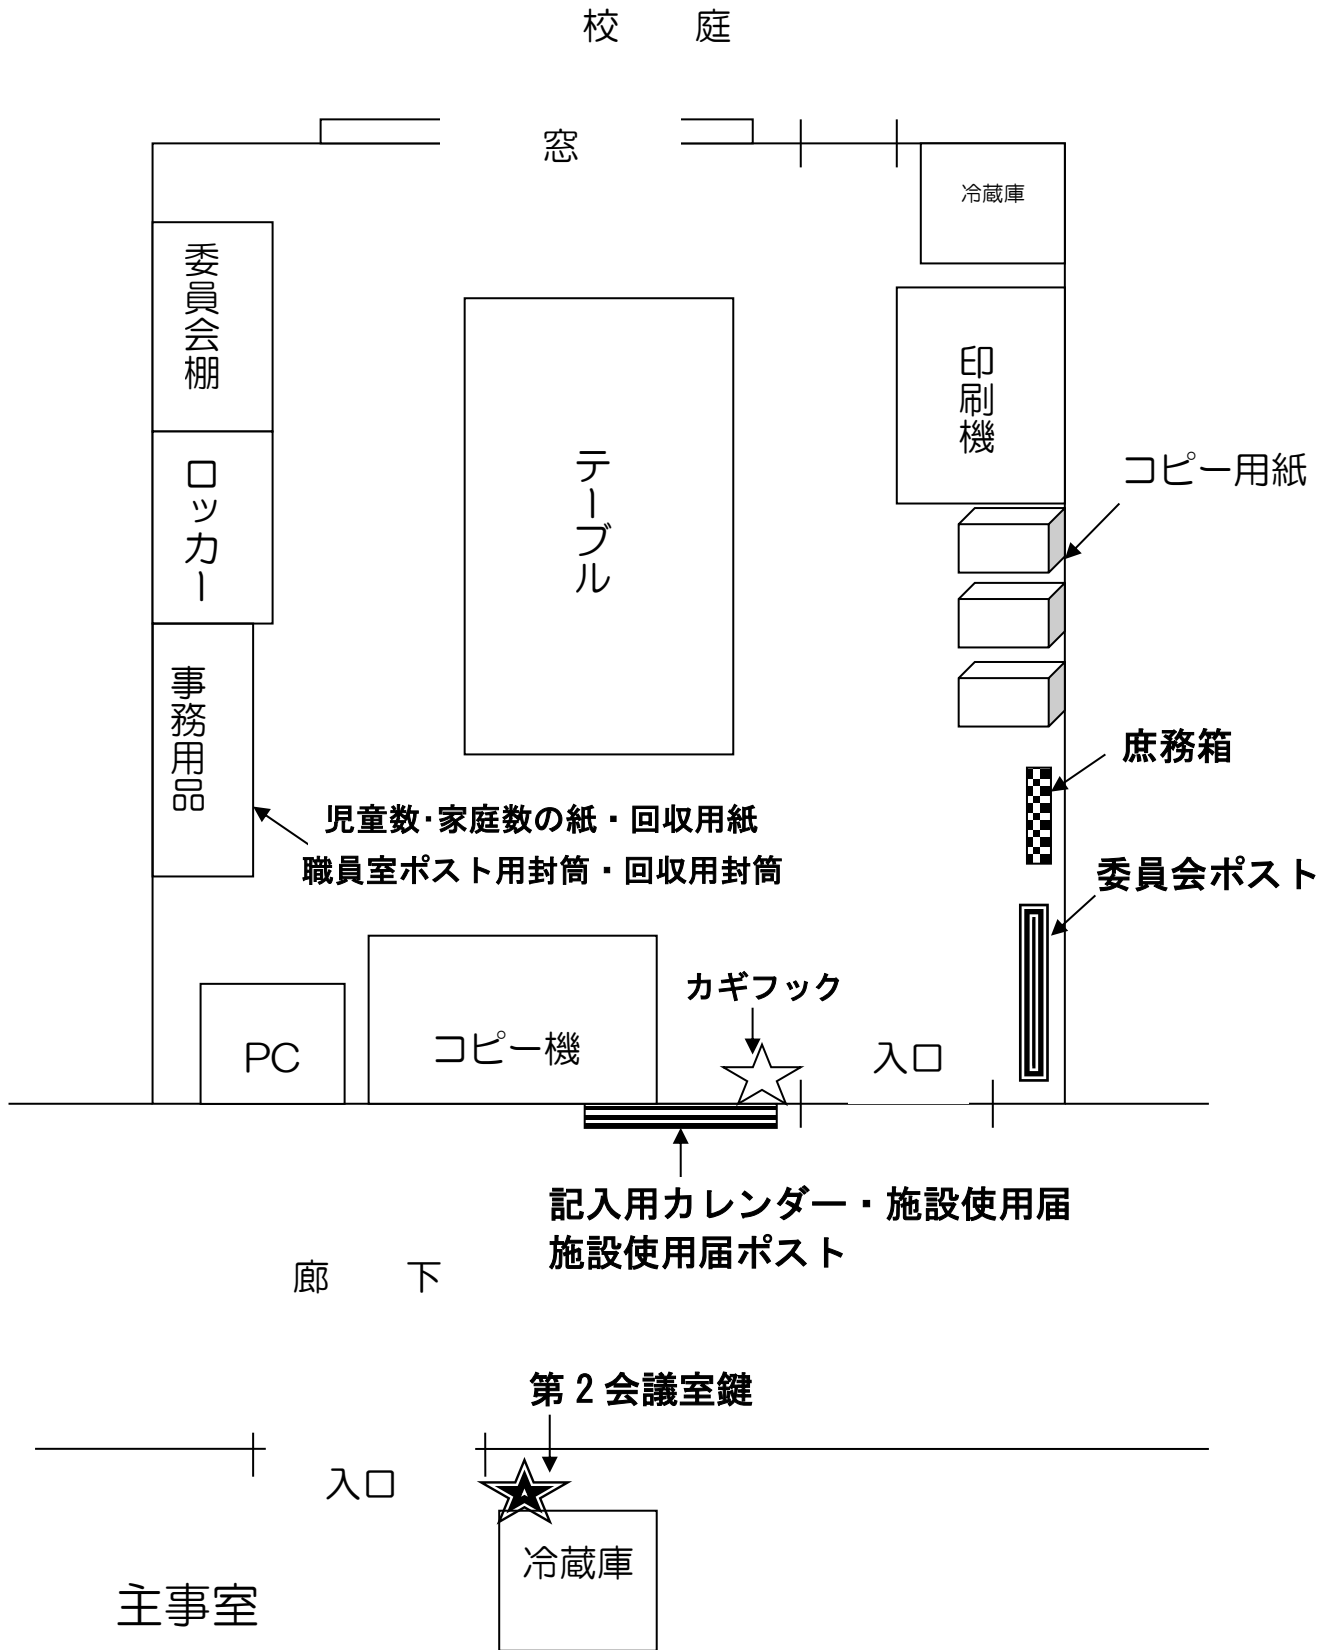 校　　庭
窓
冷蔵庫
委員会棚
印刷機
テーブル
コピー用紙
ロッカー
事務用品
庶務箱
児童数・家庭数の紙・回収用紙
職員室ポスト用封筒・回収用封筒
委員会ポスト
カギフック
PC
コピー機
入口
記入用カレンダー・施設使用届
施設使用届ポスト
廊　　下
第２会議室鍵
入口
冷蔵庫
主事室